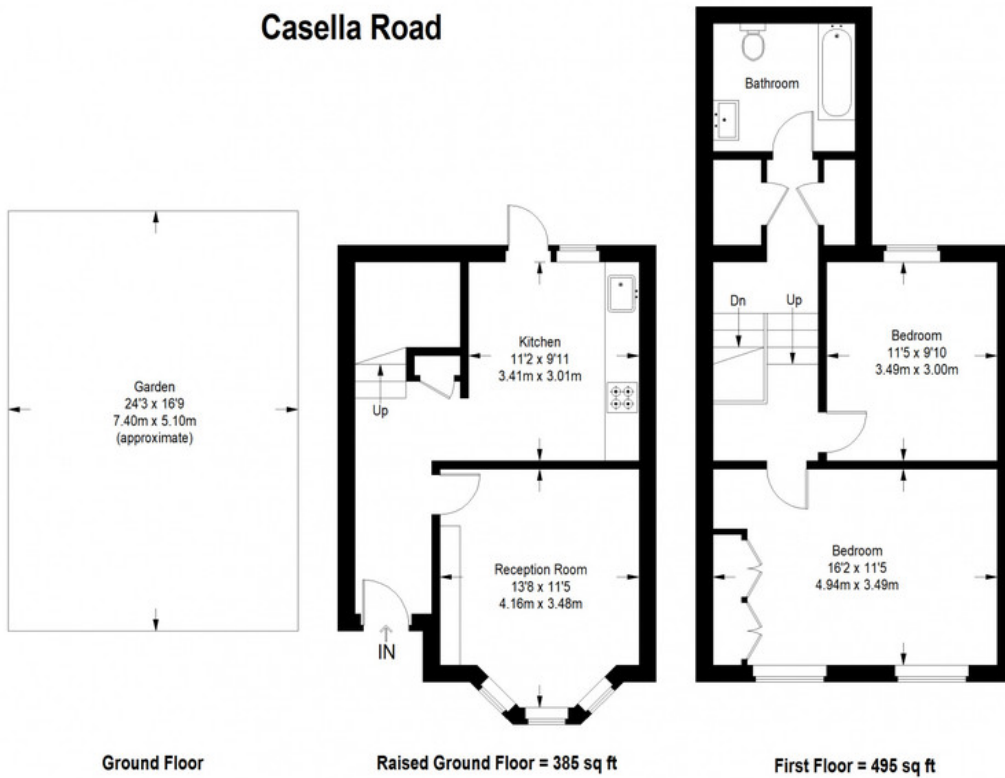 Casella Road
Garden
24'3 x 16'9
7.40m x 5.10m
(approximate)
Ground Floor
Kitchen
11'2 x 9'11
3.41m x 3.01m
Up
Reception Room
13'8 x 11'5
4.16m x 3.48m
IN
Raised Ground Floor = 385 sq ft
Bathroom
Dn
Up
Bedroom
11'5 x 9'10
3.49m x 3.00m
Bedroom
16'2 x 11'5
4.94m x 3.49m
First Floor = 495 sq ft